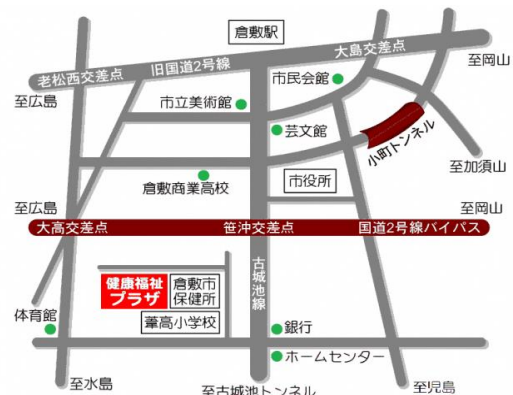 倉敷駅
大島交差点
至岡山
旧国道2号線
老松西交差点
市民会館
至広島
市立美術館
芸文館
小町トンネル
至加須山
倉敷商業高校
市役所
至広島
至岡山
大高交差点
笹沖交差点
国道2号線バイパス
古城池線
健康福祉
プラザ
倉敷市
保健所
葦高小学校
体育館
銀行
ホームセンター
至水島
至古城池トンネル
至児島